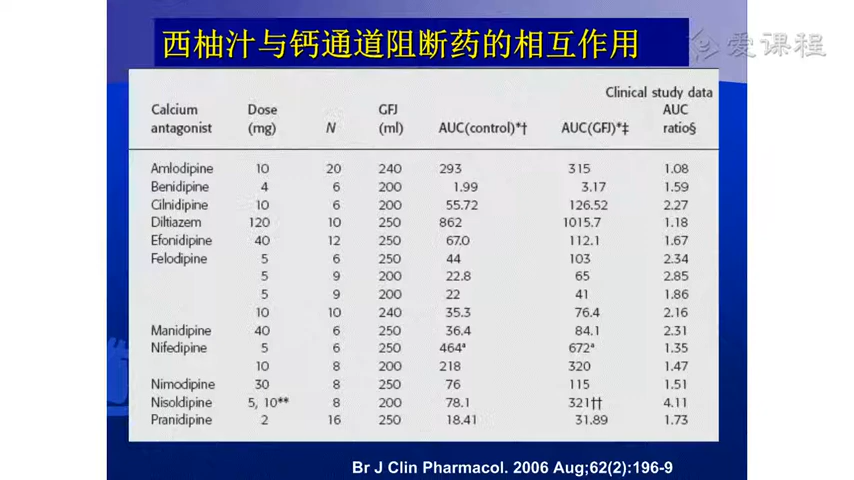 西柚汁与钙通道阻断药的相互作用
爱课程
Clinical study data
Calcium antagonist Dose (mg) N GFJ (ml) AUC(control)*† AUC(GFJ)*‡ AUC ratio§
Amlodipine 10 20 240 293 315 1.08
Benidipine 4 6 200 1.99 3.17 1.59
Cilnidipine 10 6 200 55.72 126.52 2.27
Diltiazem 120 10 250 862 1015.7 1.18
Efonidipine 40 12 250 67.0 112.1 1.67
Felodipine 5 6 250 44 103 2.34
5 9 200 22.8 65 2.85
5 9 200 22 41 1.86
10 10 240 35.3 76.4 2.16
Manidipine 40 6 250 36.4 84.1 2.31
Nifedipine 5 6 250 464ª 672ª 1.35
10 8 200 218 320 1.47
Nimodipine 30 8 250 76 115 1.51
Nisoldipine 5, 10** 8 200 78.1 321†† 4.11
Pranidipine 2 16 250 18.41 31.89 1.73
Br J Clin Pharmacol. 2006 Aug;62(2):196-9